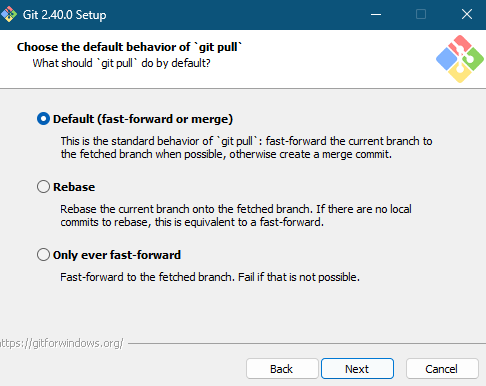 Git 2.40.0 Setup
Choose the default behavior of `git pull`
What should `git pull` do by default?
Default (fast-forward or merge)
This is the standard behavior of `git pull`: fast-forward the current branch to
the fetched branch when possible, otherwise create a merge commit.
Rebase
Rebase the current branch onto the fetched branch. If there are no local
commits to rebase, this is equivalent to a fast-forward.
Only ever fast-forward
Fast-forward to the fetched branch. Fail if that is not possible.
https://gitforwindows.org/
Back
Next
Cancel